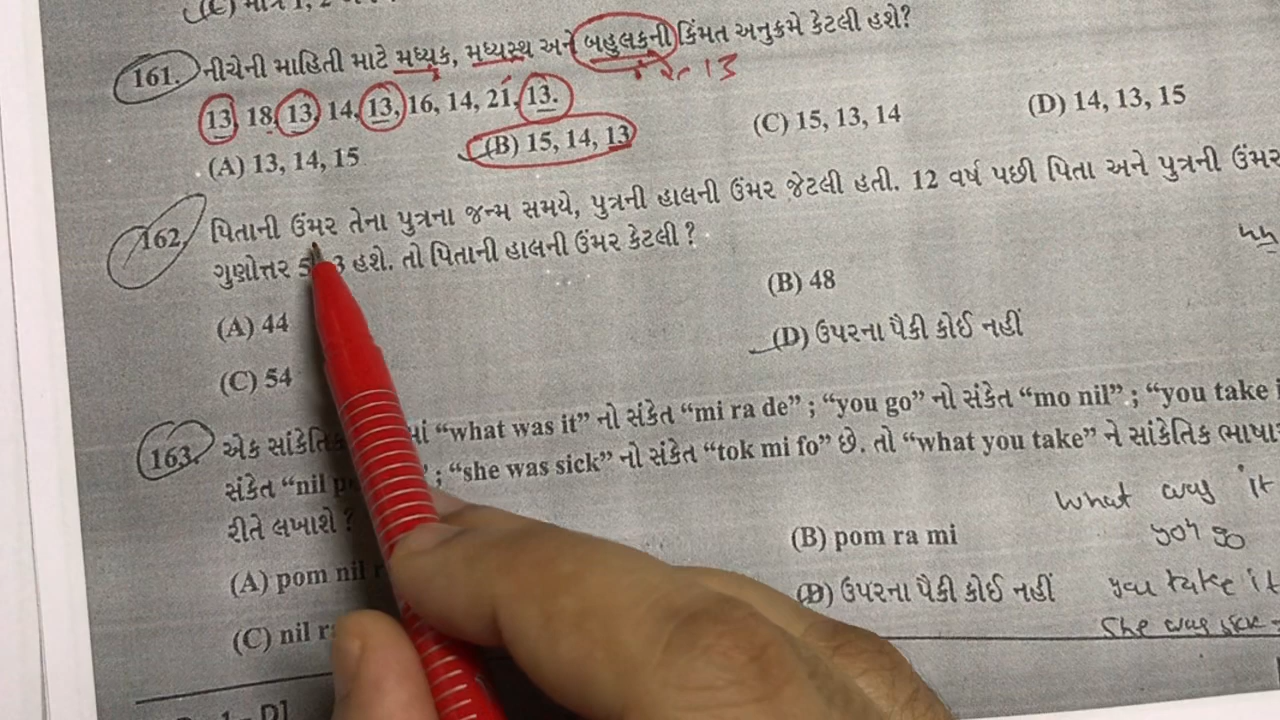 161. નીચેની માહિતી માટે મધ્યક, મધ્યસ્થ અને બહુલકની કિંમત અનુક્રમે કેટલી હશે?
13
13, 18, 13, 14, 13, 16, 14, 21, 13.
(A) 13, 14, 15 (B) 15, 14, 13 (C) 15, 13, 14 (D) 14, 13, 15
162. પિતાની ઉંમર તેના પુત્રના જન્મ સમયે, પુત્રની હાલની ઉંમર જેટલી હતી. 12 વર્ષ પછી પિતા અને પુત્રની ઉંમર
ગુણોત્તર 5 3 હશે. તો પિતાની હાલની ઉંમર કેટલી ?
(A) 44 (B) 48
(C) 54 (D) ઉપરના પૈકી કોઈ નહીં
163. એક સાંકેતિક "what was it" નો સંકેત "mi ra de" ; "you go" નો સંકેત "mo nil" ; "you take
સંકેત "nil ; "she was sick" નો સંકેત "tok mi fo" છે. તો "what you take" ને સાંકેતિક
રીતે લખાશે ?
what was it
(A) pom nil (B) pom ra mi
you go
(C) nil (D) ઉપરના પૈકી કોઈ નહીં
you take it
she was sick